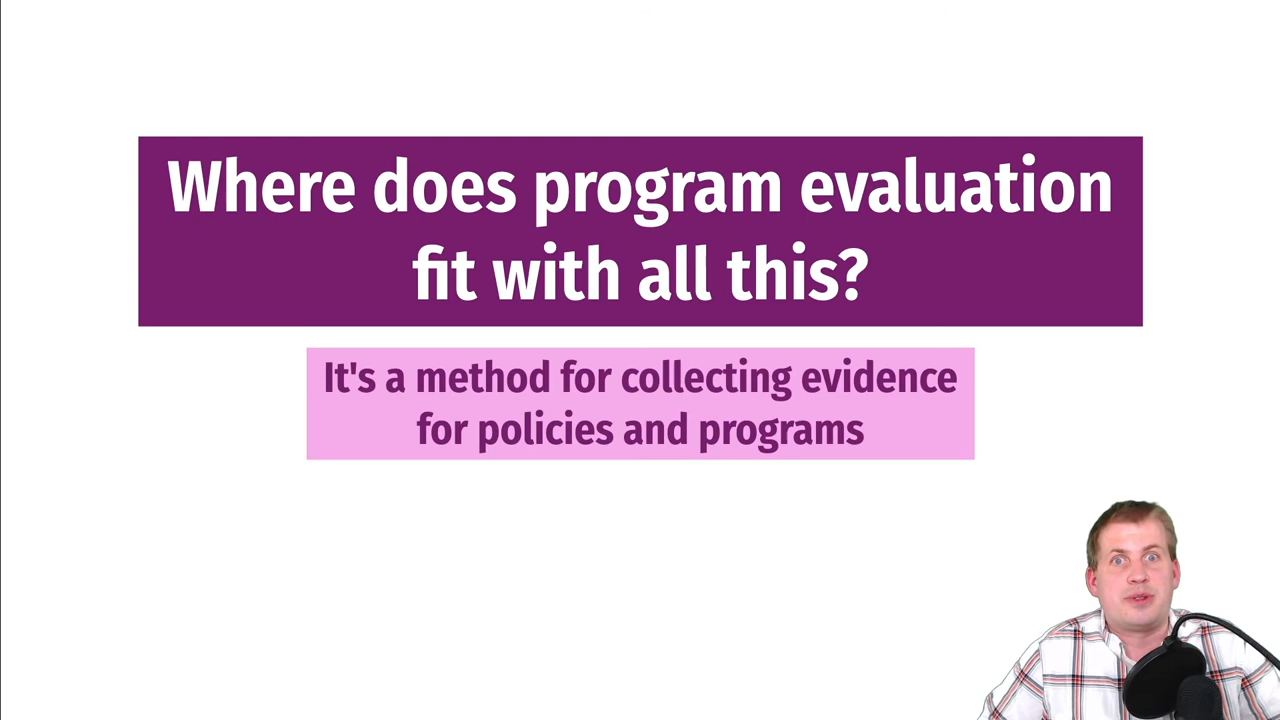 Where does program evaluation
fit with all this?
It's a method for collecting evidence
for policies and programs